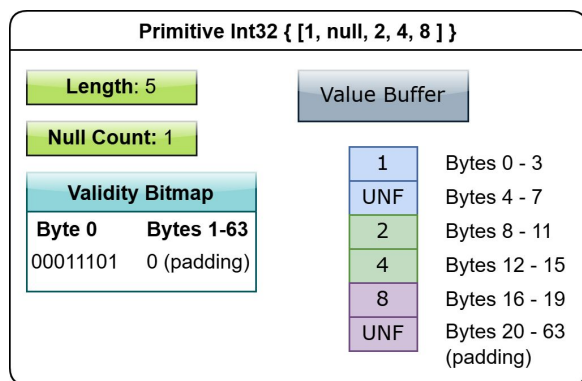 Primitive Int32 { [1, null, 2, 4, 8 ] }
Length: 5
Null Count: 1
Validity Bitmap
Byte 0 Bytes 1-63
00011101 0 (padding)
Value Buffer
1 Bytes 0 - 3
UNF Bytes 4 - 7
2 Bytes 8 - 11
4 Bytes 12 - 15
8 Bytes 16 - 19
UNF Bytes 20 - 63
(padding)